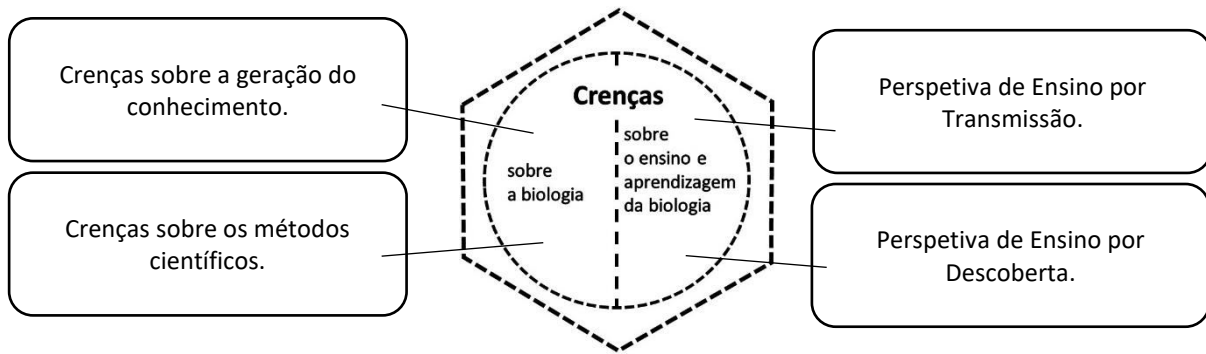 Crenças sobre a geração do
conhecimento.
Crenças sobre os métodos
científicos.
Crenças
sobre
a biologia
sobre
o ensino e
aprendizagem
da biologia
Perspetiva de Ensino por
Transmissão.
Perspetiva de Ensino por
Descoberta.